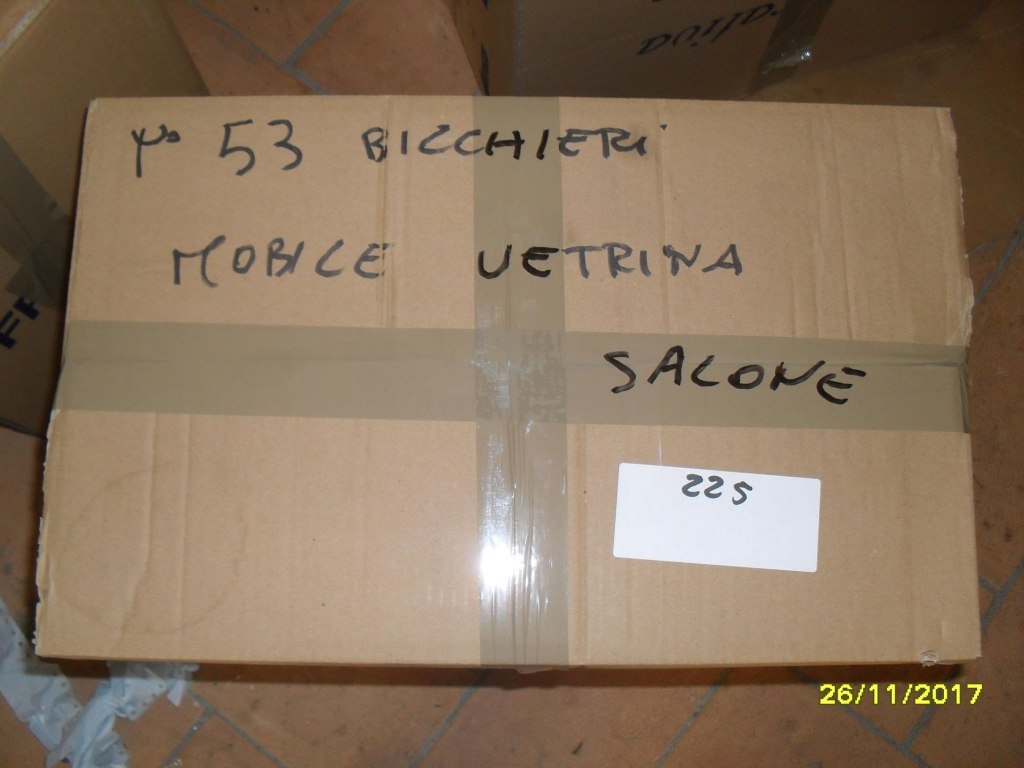 N° 53 BICCHIERI
MOBILE VETRINA
SALONE
225
26/11/2017